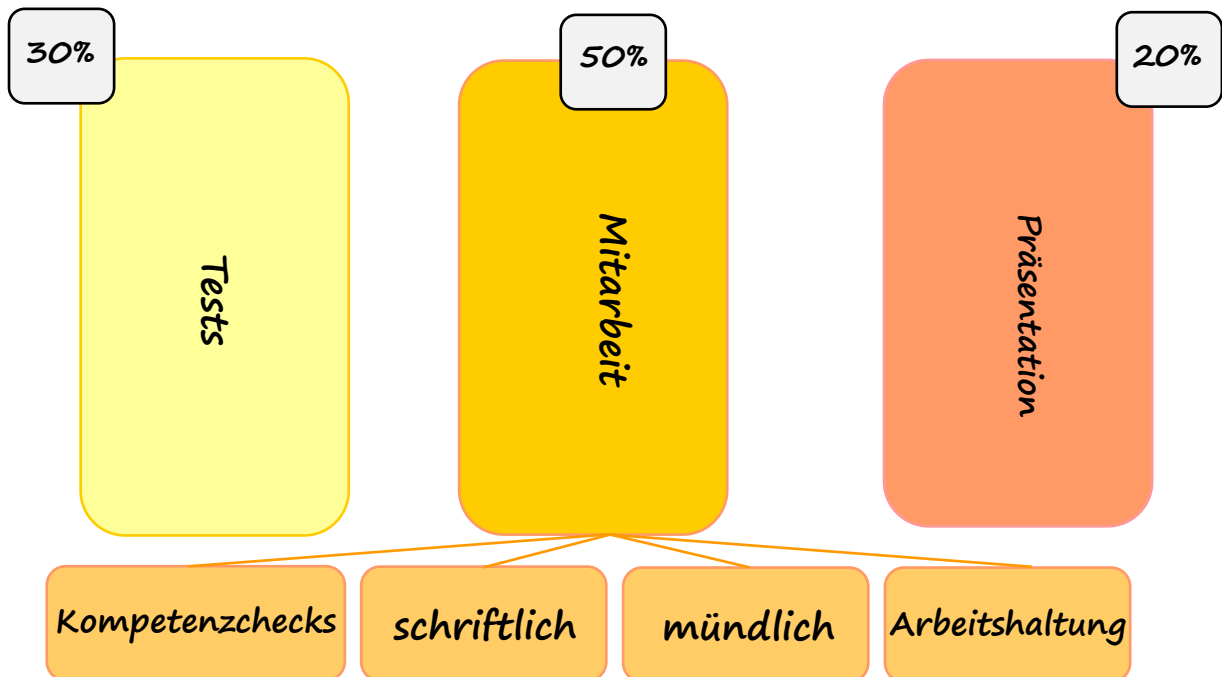 30%
50%
20%
Tests
Mitarbeit
Präsentation
Kompetenzchecks
schriftlich
mündlich
Arbeitshaltung